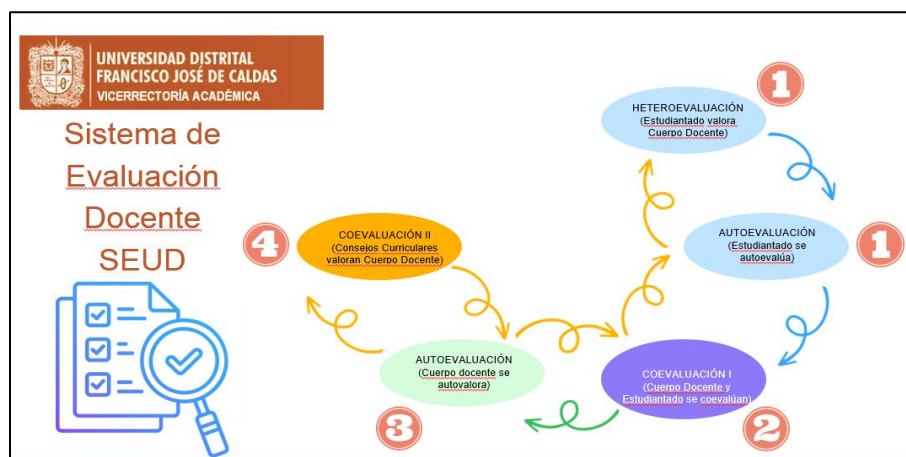 UNIVERSIDAD DISTRITAL
FRANCISCO JOSÉ DE CALDAS
VICERRECTORÍA ACADÉMICA
Sistema de
Evaluación
Docente
SEUD
1
HETEROEVALUACIÓN
(Estudiantado valora
Cuerpo Docente)
4
COEVALUACIÓN II
(Consejos Curriculares
valoran Cuerpo Docente)
AUTOEVALUACIÓN
(Estudiantado se
autoevalúa)
1
AUTOEVALUACIÓN
(Cuerpo docente se
autovalora)
3
COEVALUACIÓN I
(Cuerpo Docente y
Estudiantado se coevalúan)
2